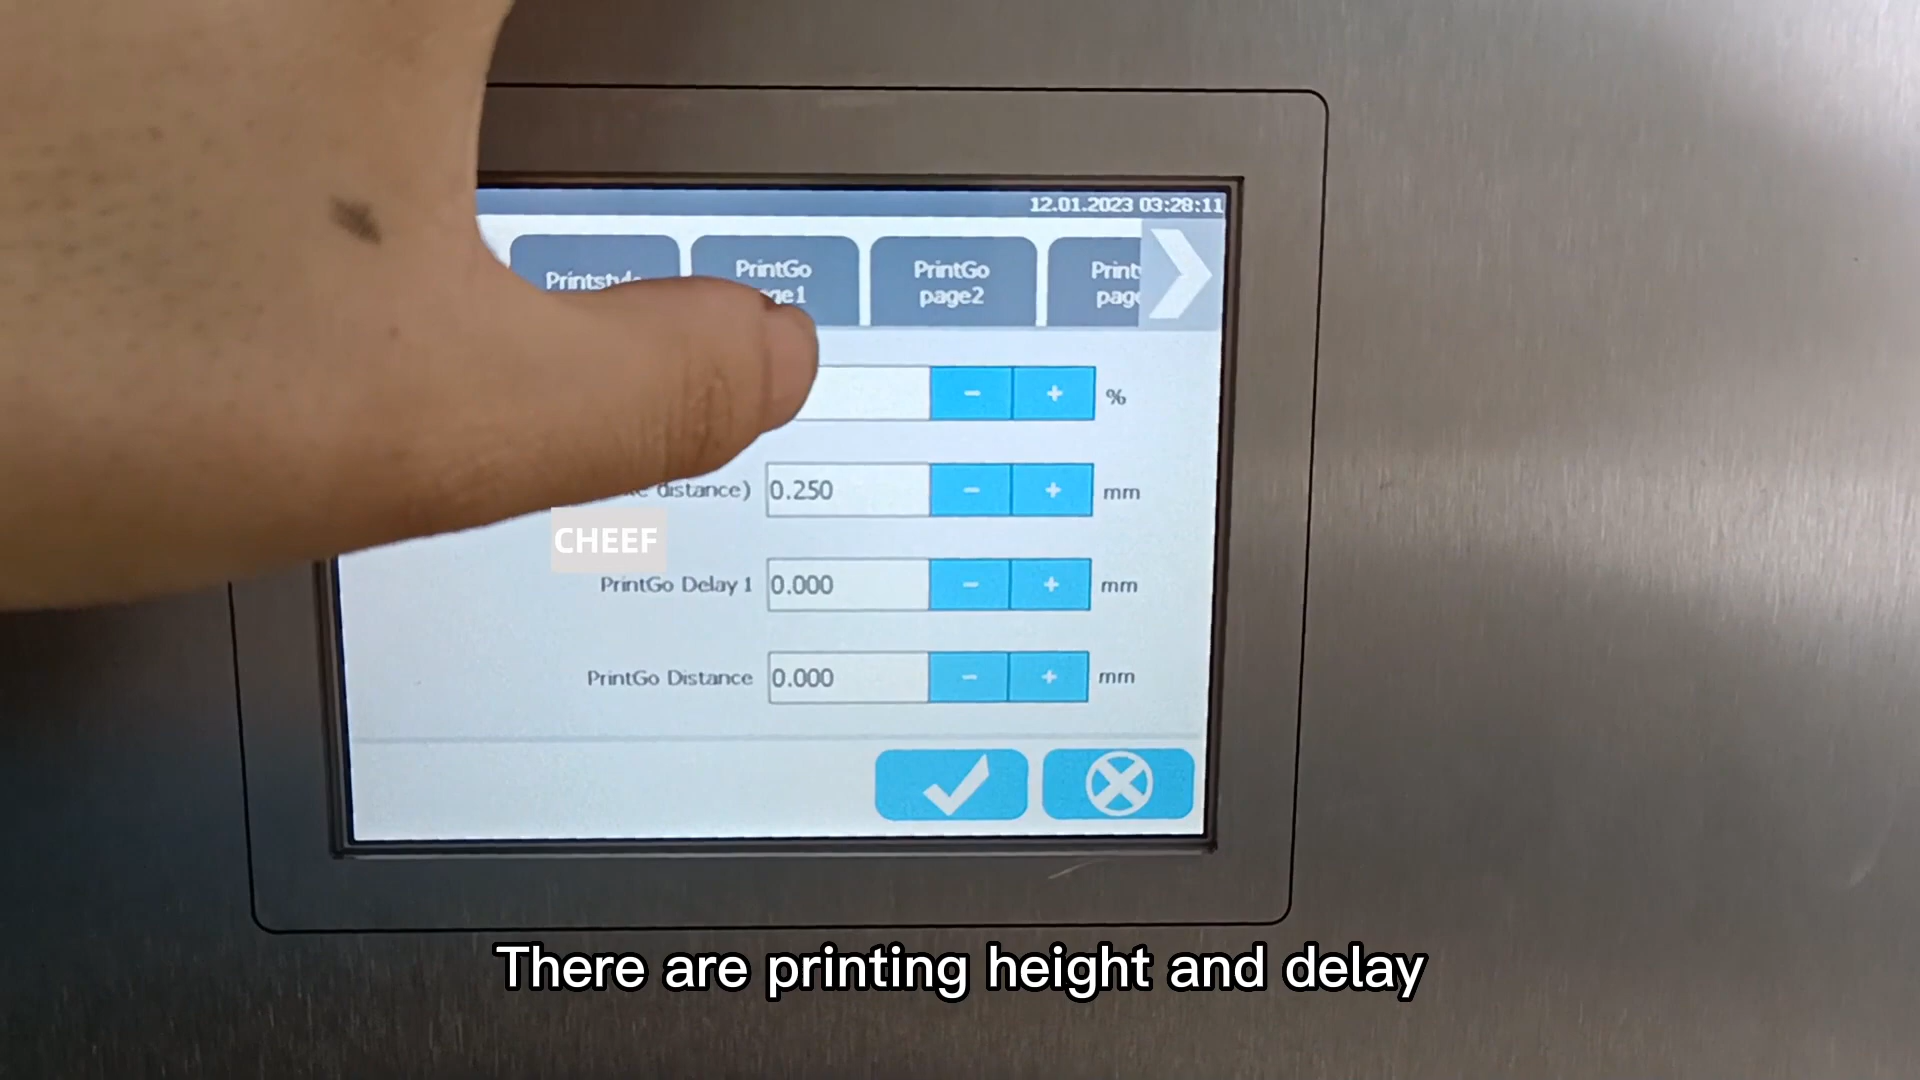 12.01.2023 03:28:11
PrintGo
PrintGo
page2
%
distance) 0.250 mm
CHEEF
PrintGo Delay 1 0.000 mm
PrintGo Distance 0.000 mm
There are printing height and delay